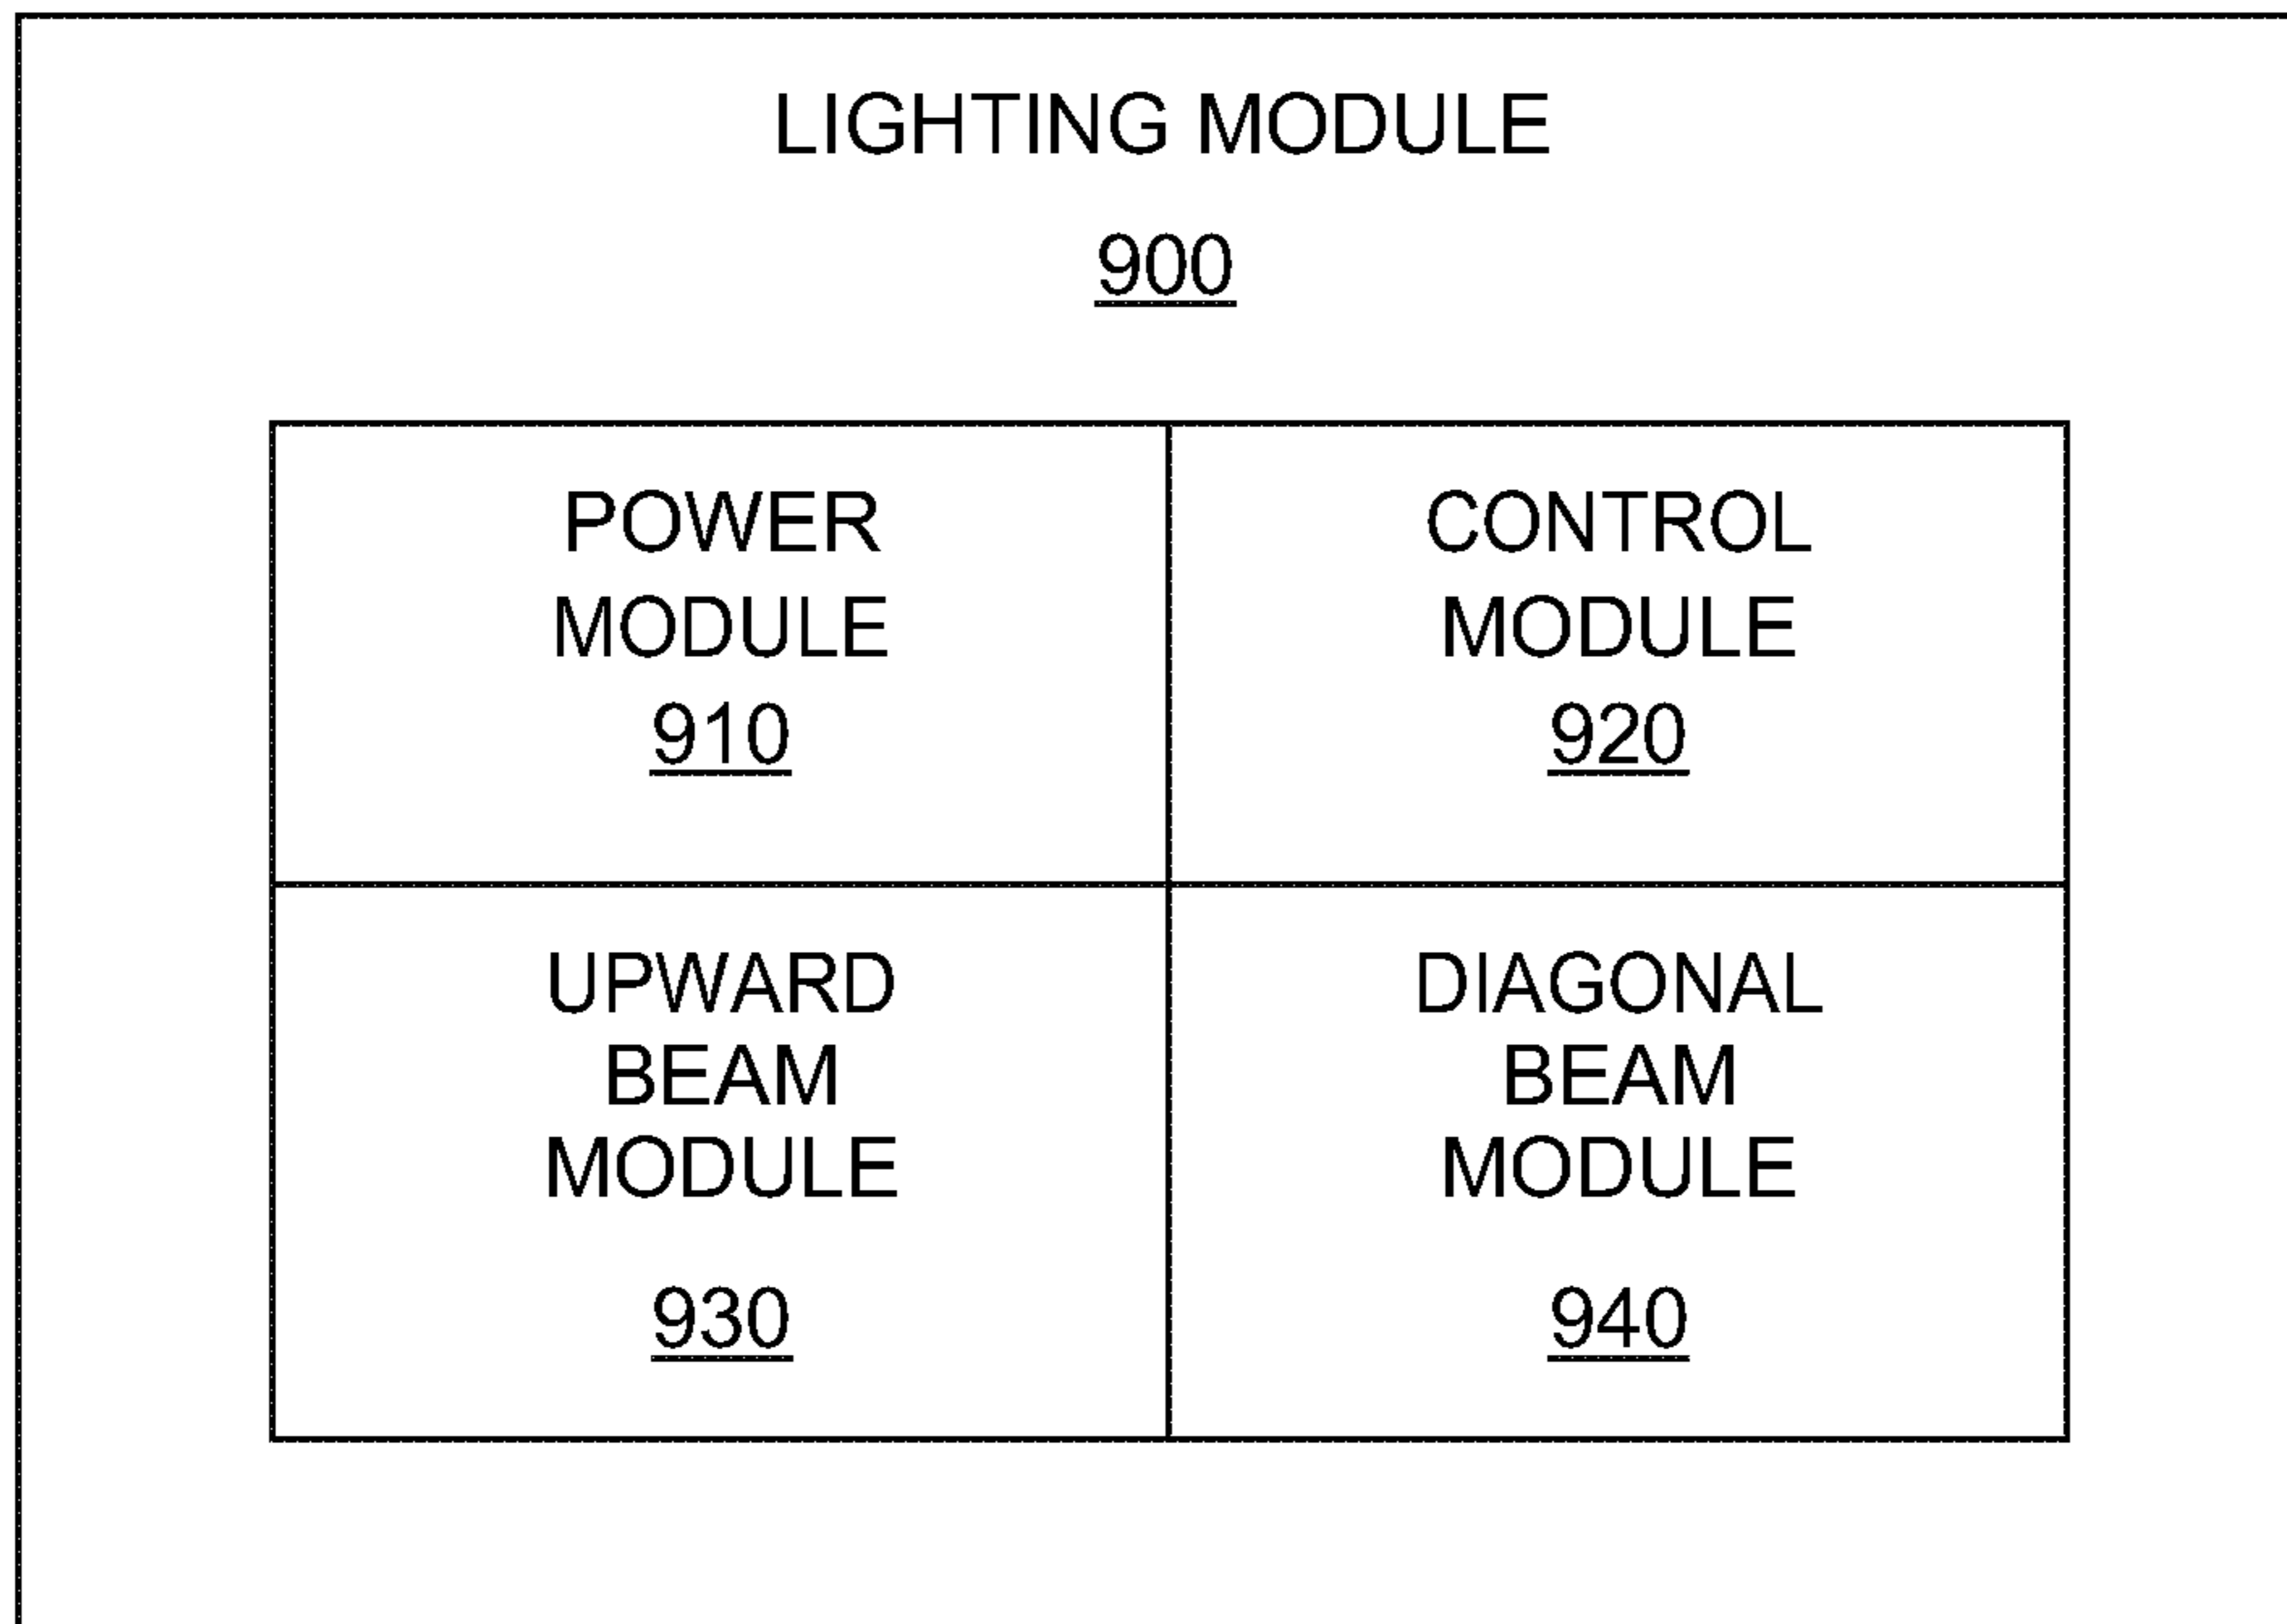 LIGHTING MODULE
900
POWER
MODULE
910
CONTROL
MODULE
920
UPWARD
BEAM
MODULE
930
DIAGONAL
BEAM
MODULE
940